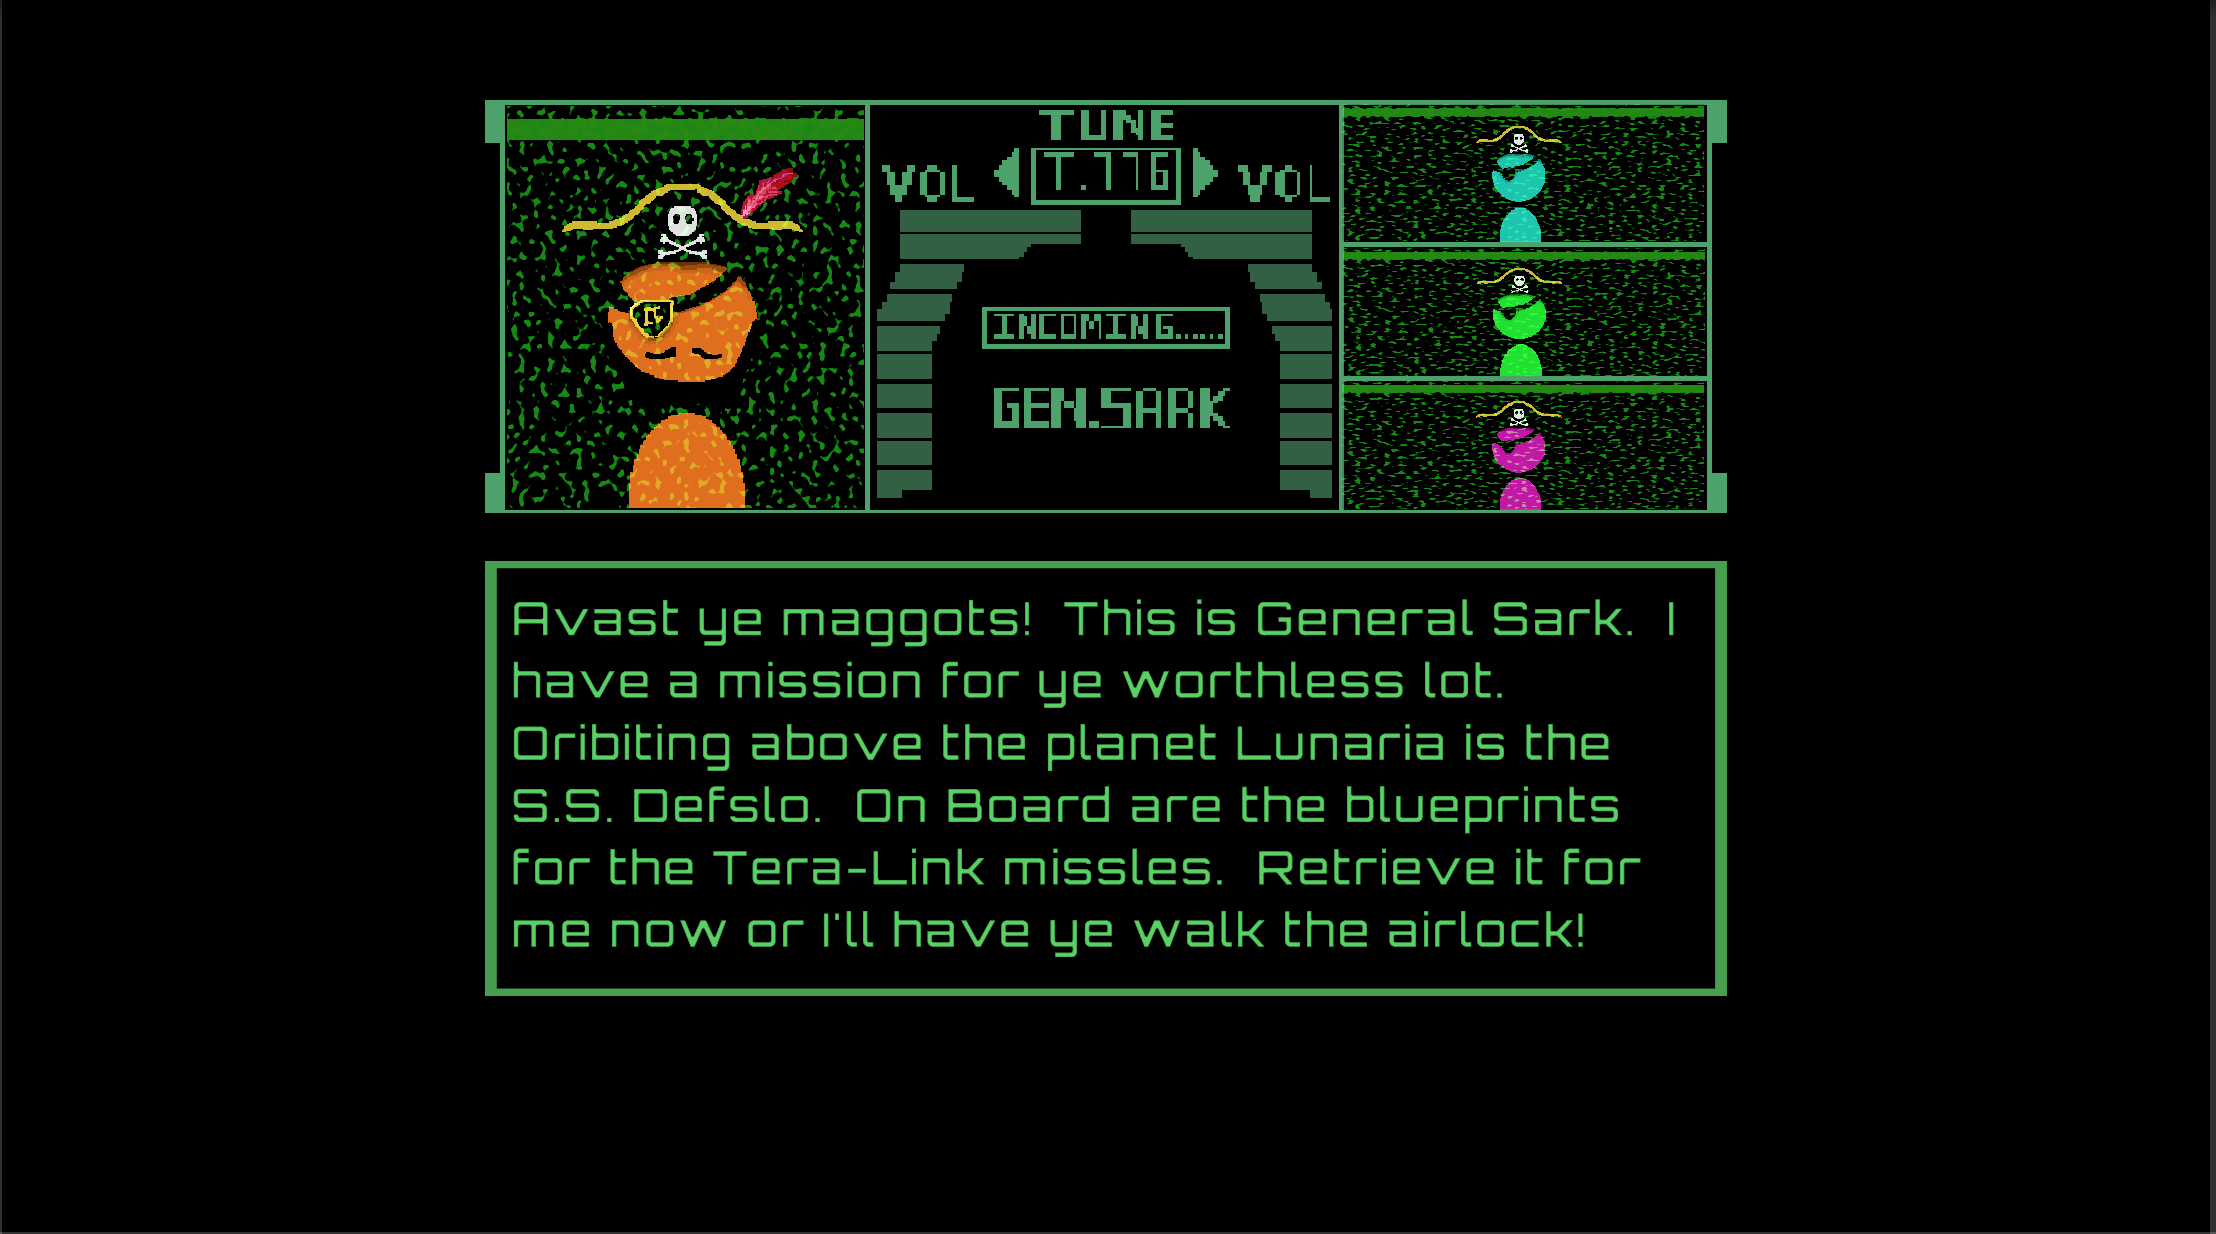 TUNE
VOL T.776 VOL
INCOMING......
GEN.SARK
Avast ye maggots!  This is General Sark.  I
have a mission for ye worthless lot.
Oribiting above the planet Lunaria is the
S.S. Defslo.  On Board are the blueprints
for the Tera-Link missles.  Retrieve it for
me now or I'll have ye walk the airlock!